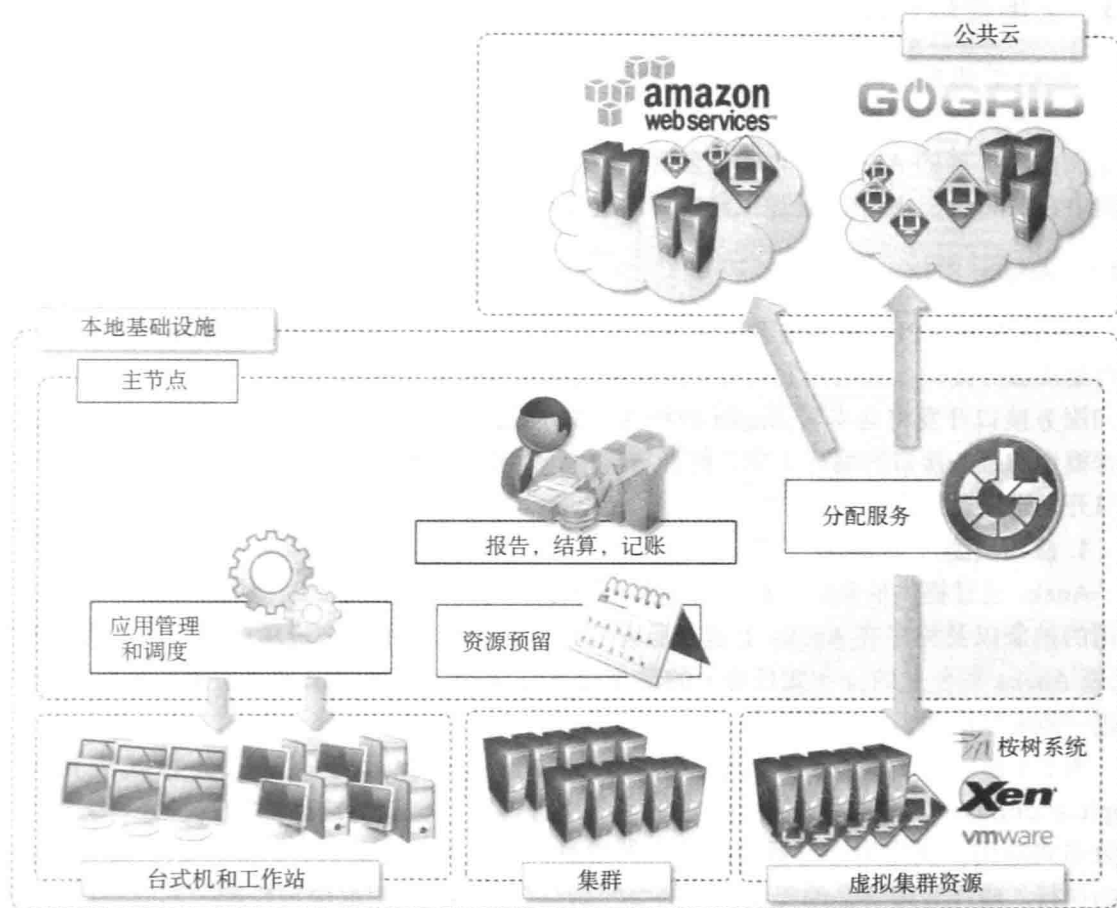 公共云
amazon
webservices™
GOGRID
本地基础设施
主节点
报告，结算，记账
分配服务
应用管理
和调度
资源预留
桉树系统
Xen
vmware
台式机和工作站
集群
虚拟集群资源